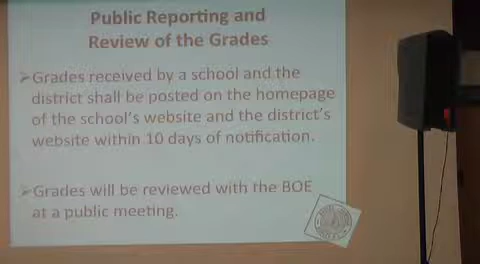 Public Reporting and
Review of the Grades
➢Grades received by a school and the
district shall be posted on the homepage
of the school's website and the district's
website within 10 days of notification.
➢Grades will be reviewed with the BOE
at a public meeting.